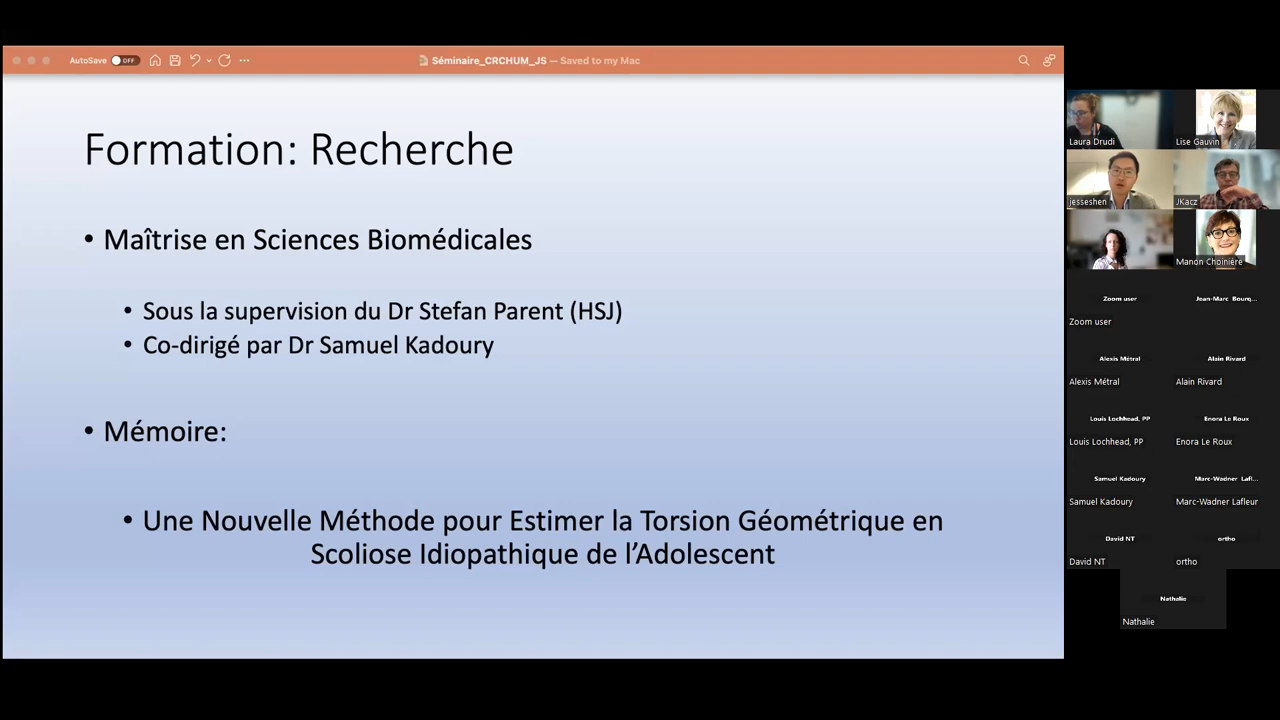 AutoSave OFF
Séminaire_CRCHUM_JS — Saved to my Mac
Formation: Recherche
• Maîtrise en Sciences Biomédicales
• Sous la supervision du Dr Stefan Parent (HSJ)
• Co-dirigé par Dr Samuel Kadoury
• Mémoire:
• Une Nouvelle Méthode pour Estimer la Torsion Géométrique en
Scoliose Idiopathique de l’Adolescent
Laura Drudi
Lise Gauvin
jesseshen
JKacz
Manon Choinière
Zoom user
Jean-Marc Bourq...
Zoom user
Alexis Métral
Alain Rivard
Alexis Métral
Alain Rivard
Louis Lochhead, PP
Enora Le Roux
Louis Lochhead, PP
Enora Le Roux
Samuel Kadoury
Marc-Wadner Lafl...
Samuel Kadoury
Marc-Wadner Lafleur
David NT
ortho
David NT
ortho
Nathalie
Nathalie